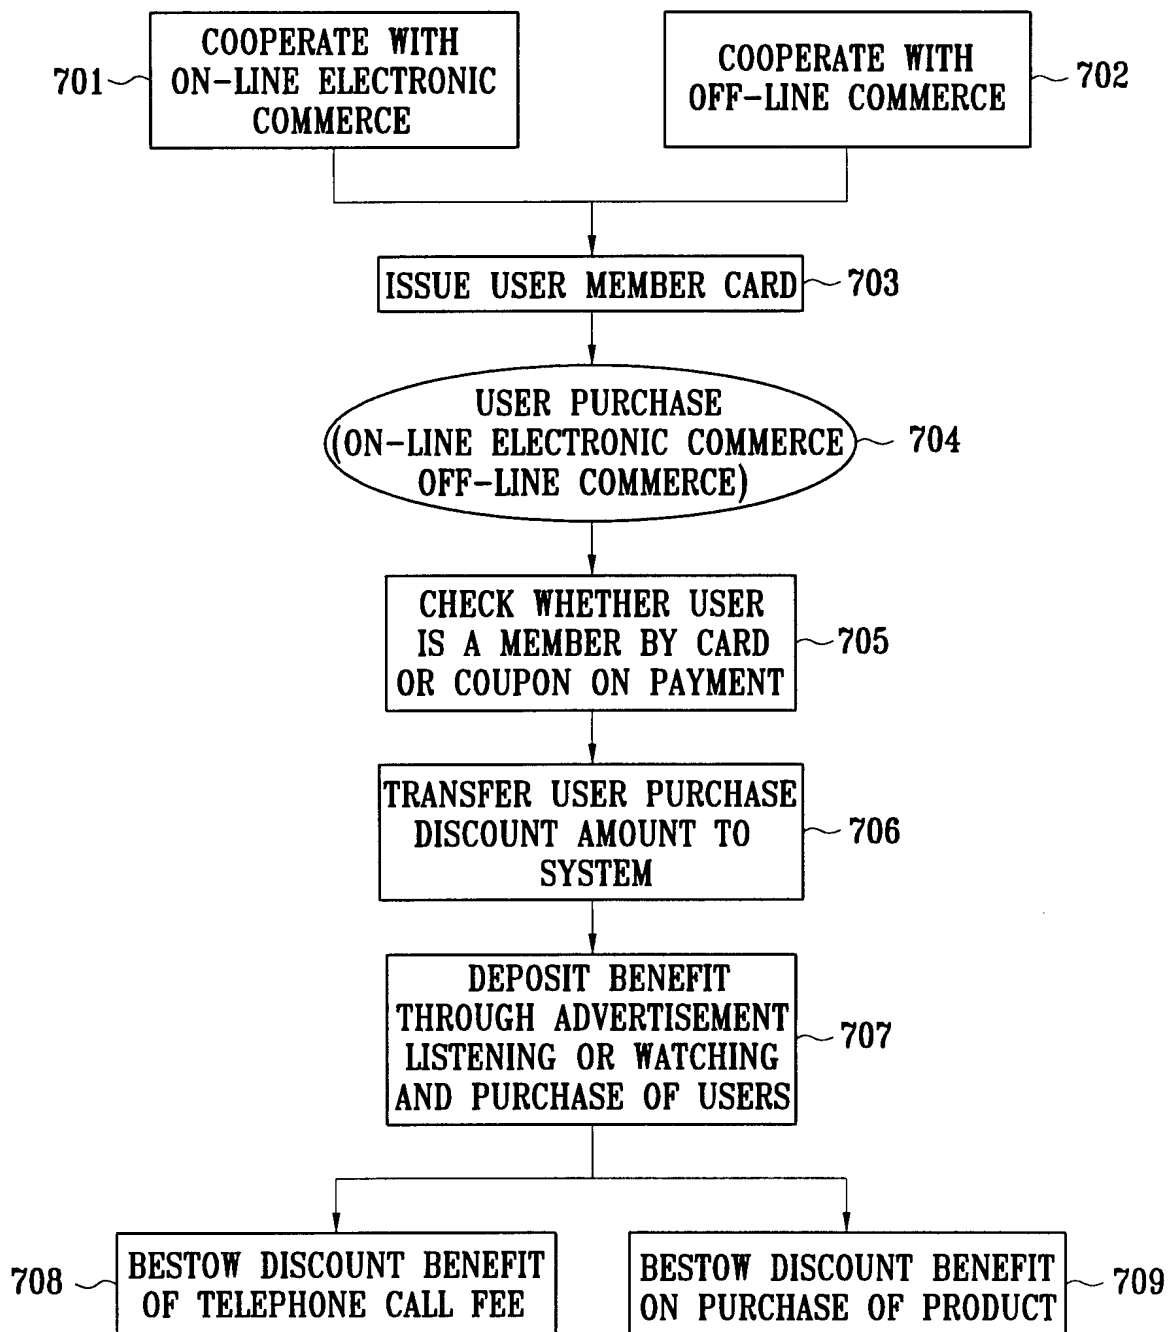 COOPERATE WITH
ON-LINE ELECTRONIC
COMMERCE
701
COOPERATE WITH
OFF-LINE COMMERCE
702
ISSUE USER MEMBER CARD
703
USER PURCHASE
(ON-LINE ELECTRONIC COMMERCE
OFF-LINE COMMERCE)
704
CHECK WHETHER USER
IS A MEMBER BY CARD
OR COUPON ON PAYMENT
705
TRANSFER USER PURCHASE
DISCOUNT AMOUNT TO
SYSTEM
706
DEPOSIT BENEFIT
THROUGH ADVERTISEMENT
LISTENING OR WATCHING
AND PURCHASE OF USERS
707
708
BESTOW DISCOUNT BENEFIT
OF TELEPHONE CALL FEE
BESTOW DISCOUNT BENEFIT
ON PURCHASE OF PRODUCT
709